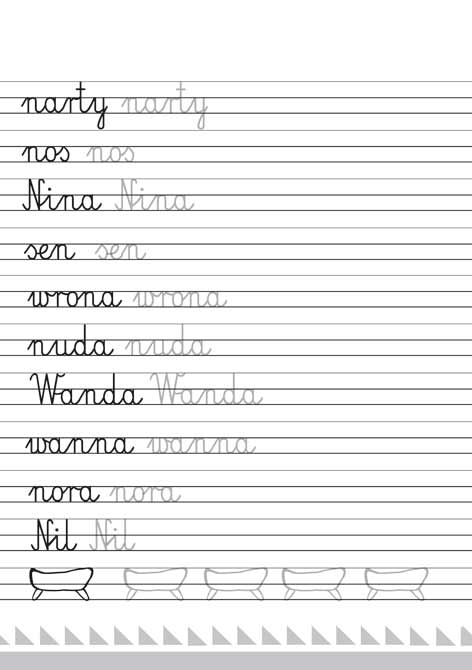 narty narty
nos nos
Nina Nina
sen sen
wrona wrona
nuda nuda
Wanda Wanda
wanna wanna
nora nora
Nil Nil